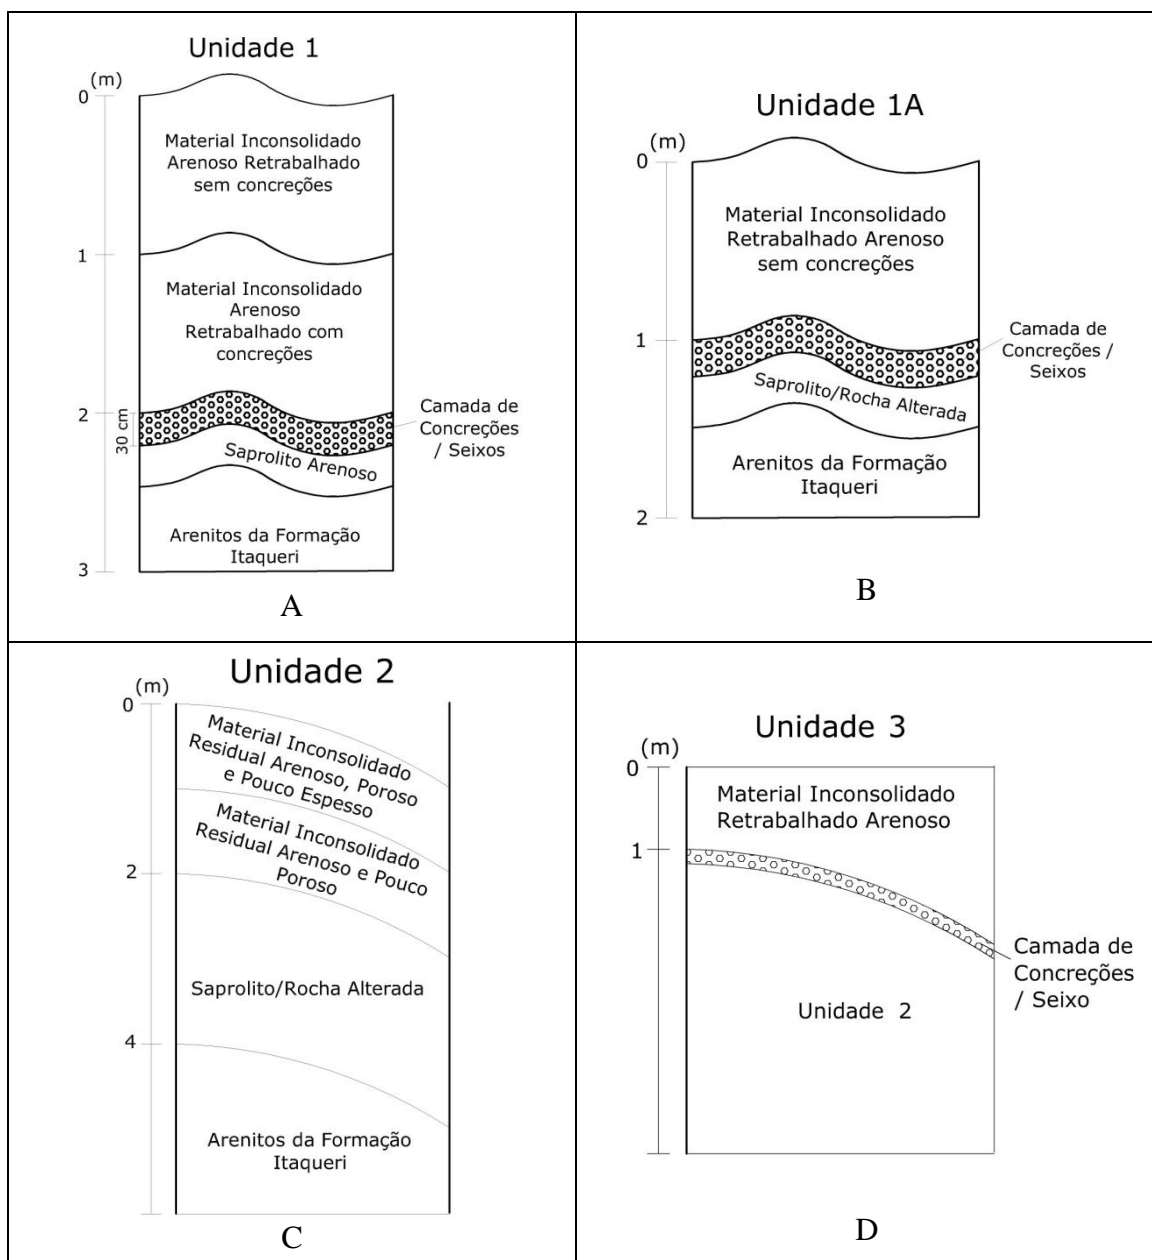 Unidade 1
(m)
0
Material Inconsolidado
Arenoso Retrabalhado
sem concreções
1
Material Inconsolidado
Arenoso
Retrabalhado com
concreções
2
30 cm
Camada de
Concreções
/ Seixos
Saprolito Arenoso
Arenitos da Formação
Itaqueri
3
A
Unidade 1A
(m)
0
Material Inconsolidado
Retrabalhado Arenoso
sem concreções
1
Camada de
Concreções /
Seixos
Saprolito/Rocha Alterada
Arenitos da Formação
Itaqueri
2
B
Unidade 2
(m)
0
Material Inconsolidado
Residual Arenoso, Poroso
e Pouco Espesso
Material Inconsolidado
Residual Arenoso e Pouco
Poroso
2
Saprolito/Rocha Alterada
4
Arenitos da Formação
Itaqueri
C
Unidade 3
(m)
0
Material Inconsolidado
Retrabalhado Arenoso
1
Camada de
Concreções
/ Seixo
Unidade 2
D